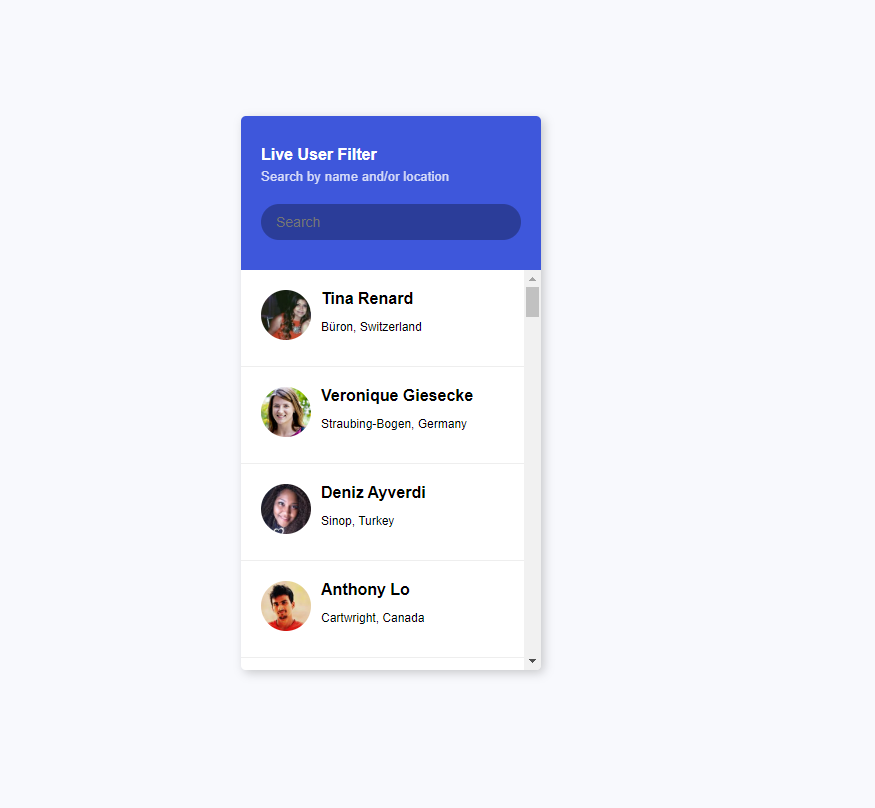 Live User Filter
Search by name and/or location
Search
Tina Renard
Büron, Switzerland
Veronique Giesecke
Straubing-Bogen, Germany
Deniz Ayverdi
Sinop, Turkey
Anthony Lo
Cartwright, Canada